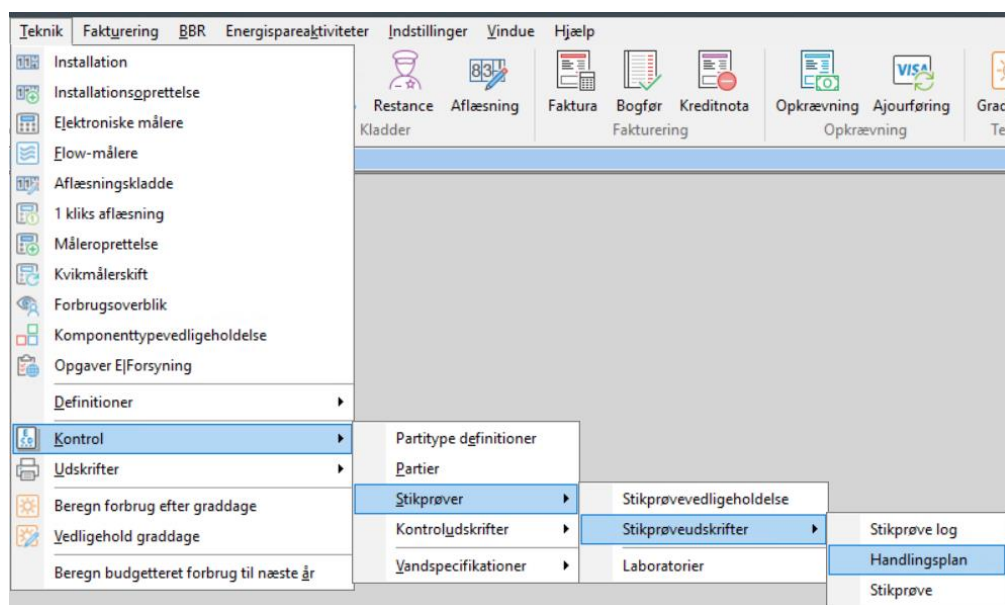 Teknik Fakturering BBR Energispareaktiviteter Indstillinger Vindue Hjælp
Installation
Installationsoprettelse
Elektroniske målere
Flow-målere
Aflæsningskladde
1 kliks aflæsning
Måleroprettelse
Kvikmålerskift
Forbrugsoverblik
Komponenttypevedligeholdelse
Opgaver E|Forsyning
Definitioner
Kontrol
Udskrifter
Beregn forbrug efter graddage
Vedligehold graddage
Beregn budgetteret forbrug til næste år
83
VISA
Restance Aflæsning Faktura Bogfør Kreditnota Opkrævning Ajourføring Grad
Kladder Fakturering Opkrævning Te
Partitype definitioner
Partier
Stikprøver
Kontroludskrifter
Vandspecifikationer
Stikprøvevedligeholdelse
Stikprøveudskrifter
Laboratorier
Stikprøve log
Handlingsplan
Stikprøve